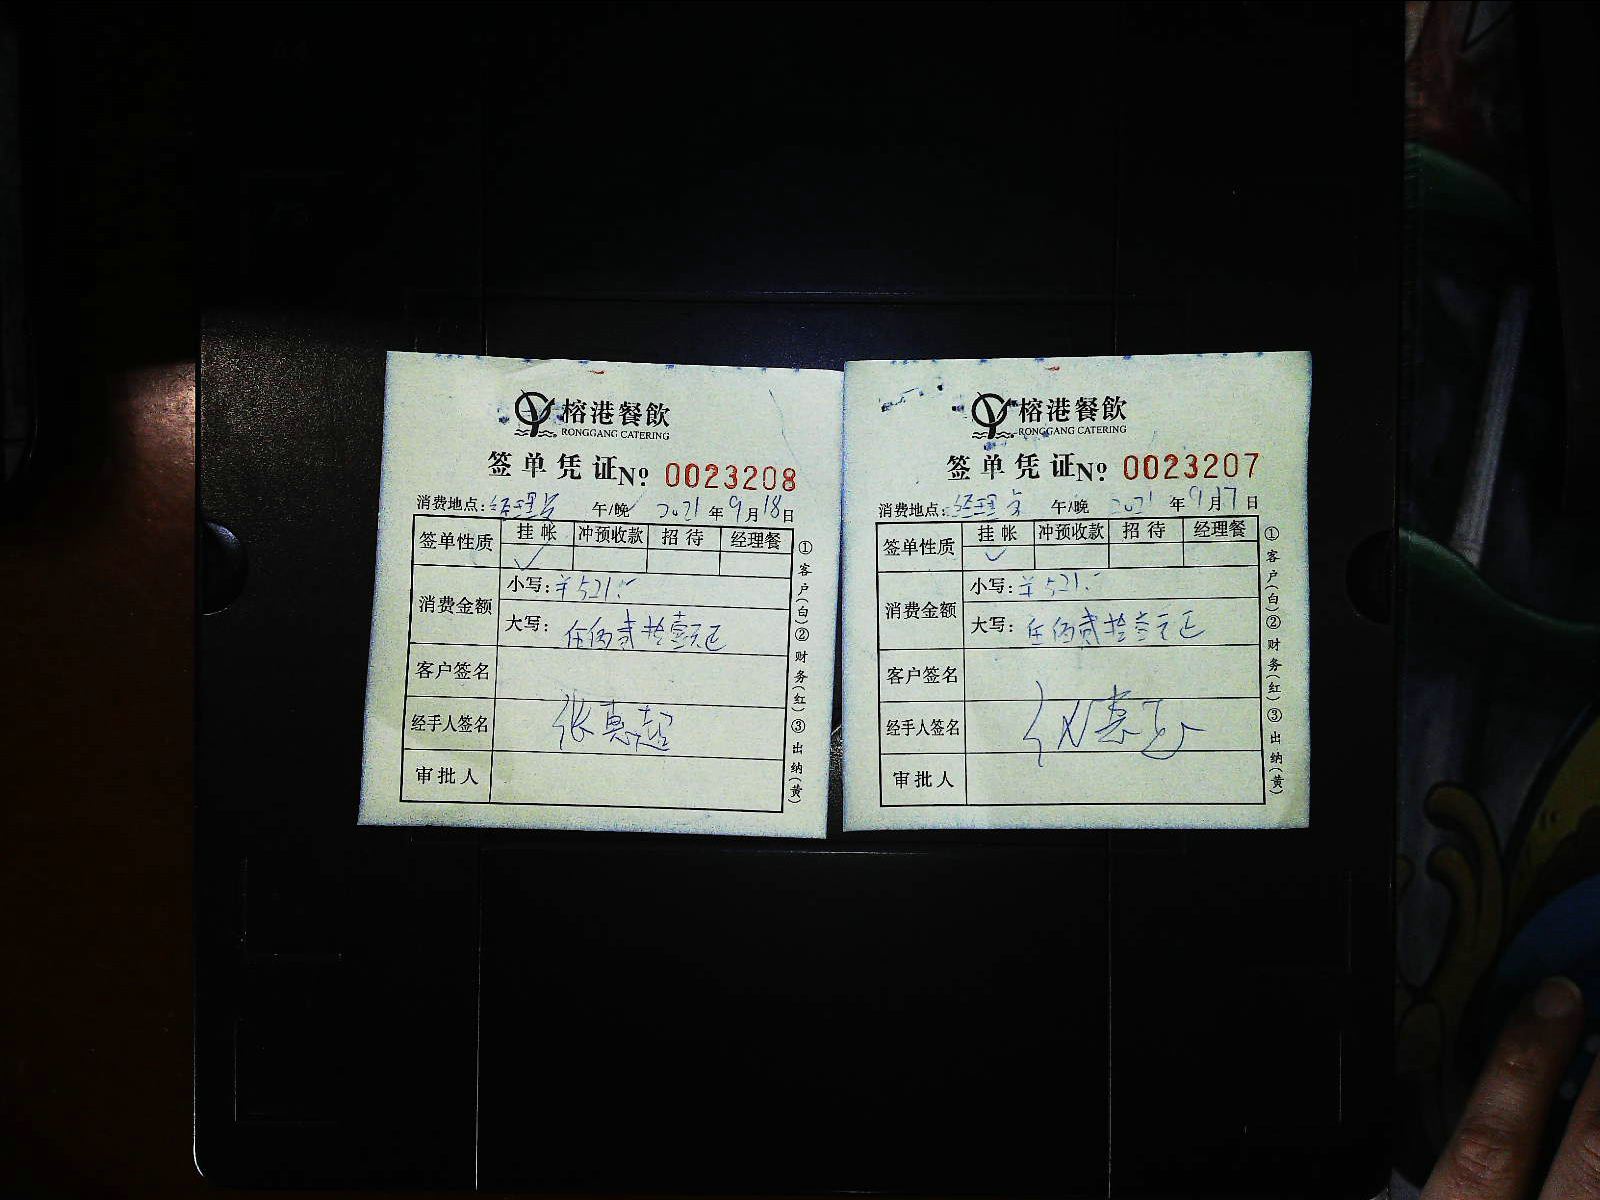 榕港餐飲
RONGGANG CATERING
签单凭证 No 0023208
消费地点: 经理 午/晚 2021 年 9 月 18 日
签单性质 挂帐 冲预收款 招待 经理餐
✓
消费金额
小写: ¥521.-
大写: 伍佰贰拾壹元正
客户签名
经手人签名 张惠超
审批人
①客户(白)②财务(红)③出纳(黄)
榕港餐飲
RONGGANG CATERING
签单凭证 No 0023207
消费地点: 经理 午/晚 2021 年 9 月 17 日
签单性质 挂帐 冲预收款 招待 经理餐
✓
消费金额
小写: ¥521.-
大写: 伍佰贰拾壹元正
客户签名
经手人签名
审批人
①客户(白)②财务(红)③出纳(黄)